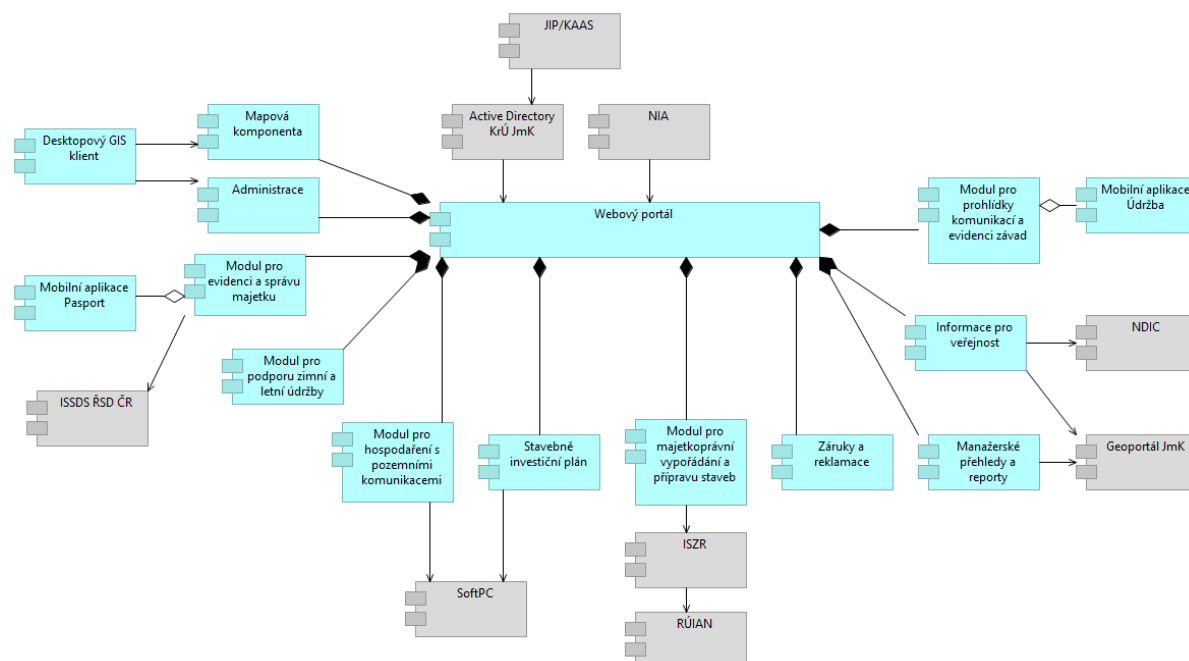 JIP/KAAS
Mapová
komponenta
Active Directory
KrÚ JmK
NIA
Desktopový GIS
klient
Administrace
Webový portál
Modul pro
prohlídky
komunikací a
evidenci závad
Mobilní aplikace
Údržba
Modul pro
evidenci a správu
majetku
Mobilní aplikace
Pasport
Informace pro
veřejnost
NDIC
Modul pro
podporu zimní a
letní údržby
ISSDS ŘSD ČR
Modul pro
hospodaření s
pozemními
komunikacemi
Stavebně
investiční plán
Modul pro
majetkoprávní
vypořádání a
přípravu staveb
Záruky a
reklamace
Manažerské
přehledy a
reporty
Geoportál JmK
ISZR
SoftPC
RÚIAN